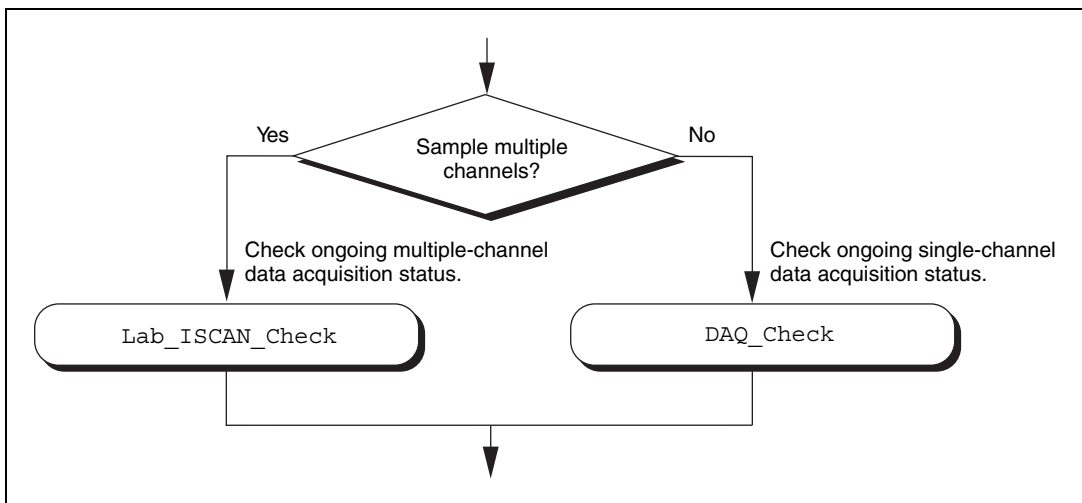 Yes
Sample multiple
channels?
No
Check ongoing multiple-channel
data acquisition status.
Check ongoing single-channel
data acquisition status.
Lab_ISCAN_Check
DAQ_Check